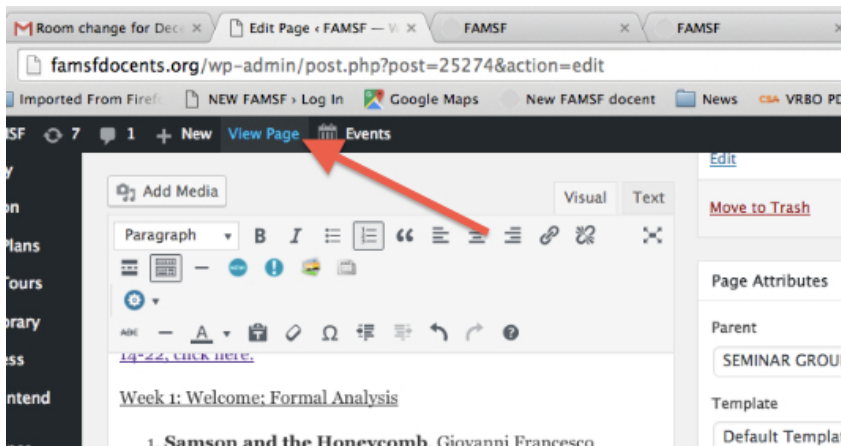 Room change for Dec
Edit Page ‹ FAMSF —
FAMSF
FAMSF
famsfdocents.org/wp-admin/post.php?post=25274&action=edit
Imported From Firef
NEW FAMSF › Log In
Google Maps
New FAMSF docent
News
CSA VRBO PD
SF
7
1
+ New
View Page
Events
Edit
Add Media
Visual
Text
Move to Trash
Paragraph
B I
Plans
Page Attributes
Tours
Parent
ABC
A
Ω
SEMINAR GROU
14-22, click here.
ntend
Week 1: Welcome; Formal Analysis
Template
1. Samson and the Honeycomb, Giovanni Francesco
Default Templat